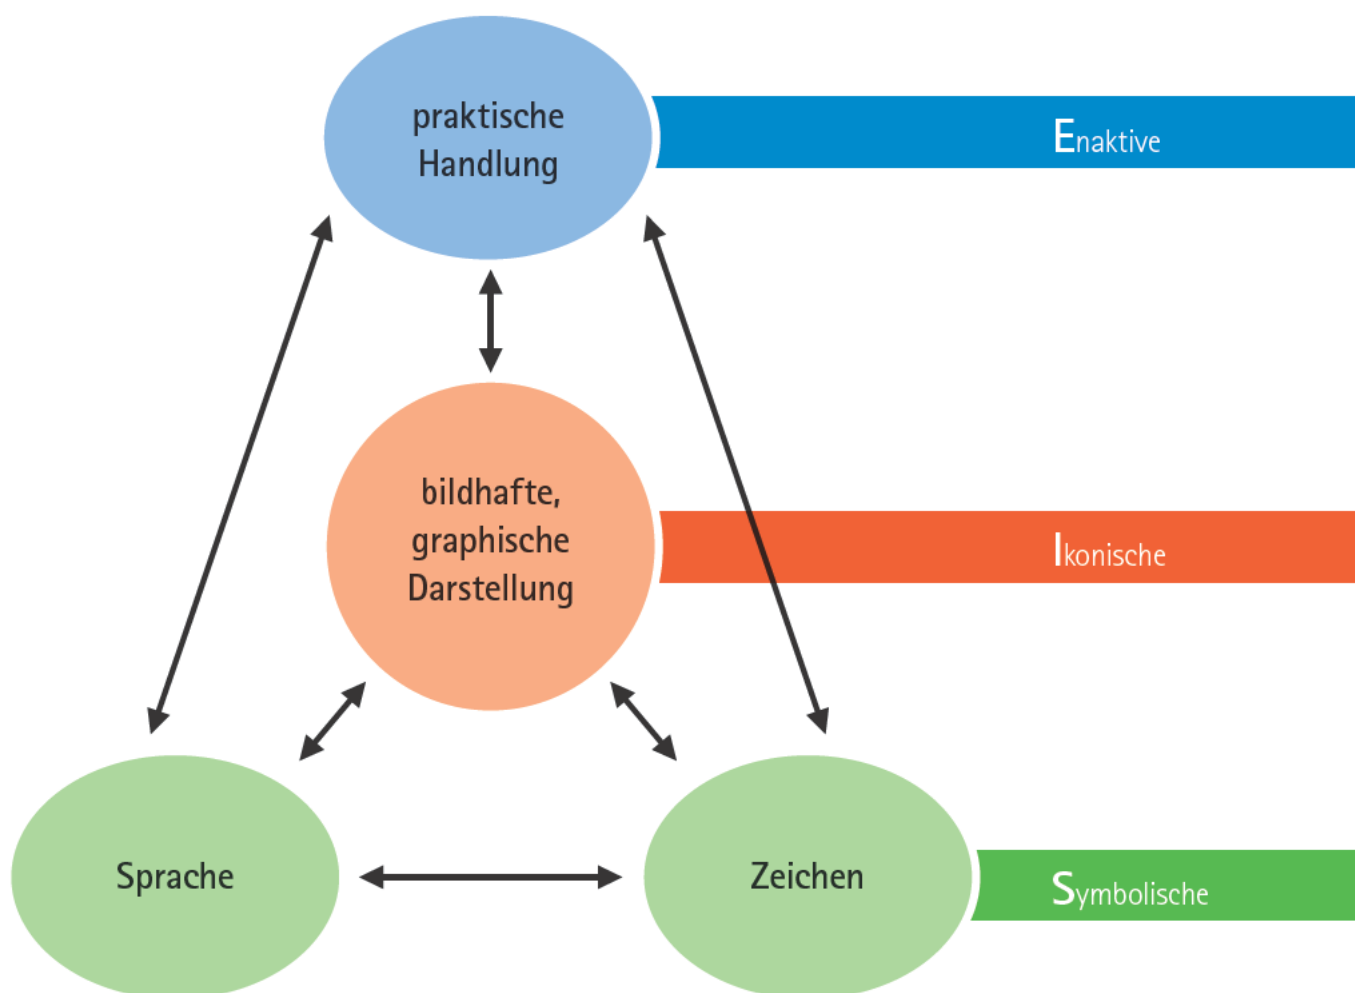 praktische
Handlung
Enaktive
bildhafte,
graphische
Darstellung
Ikonische
Sprache
Zeichen
Symbolische